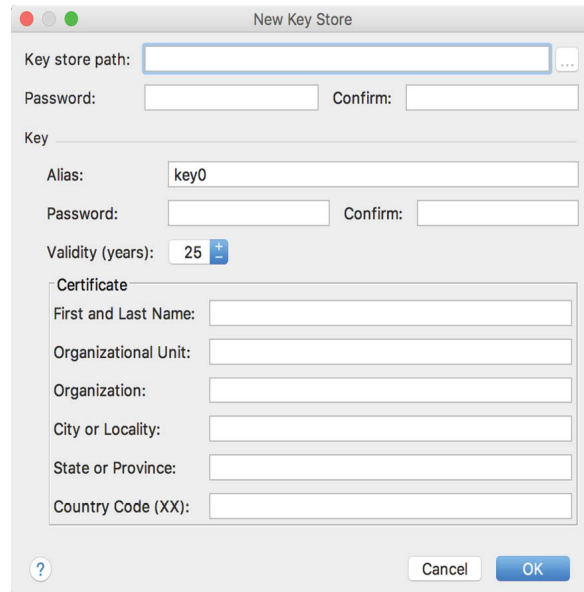 New Key Store
Key store path:
...
Password: Confirm:
Key
Alias: key0
Password: Confirm:
Validity (years): 25 + −
Certificate
First and Last Name:
Organizational Unit:
Organization:
City or Locality:
State or Province:
Country Code (XX):
? Cancel OK